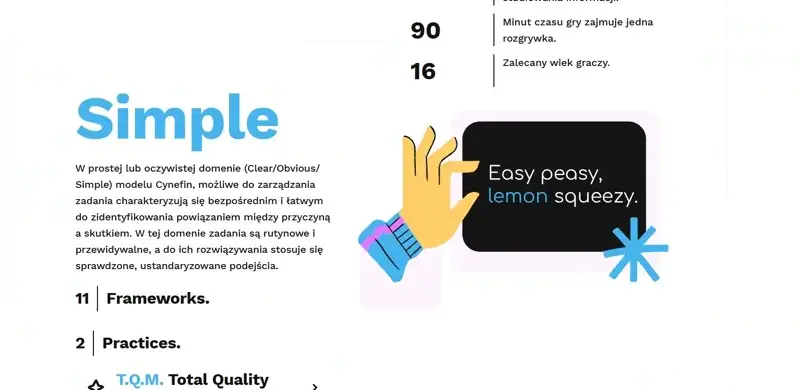 90
Minut czasu gry zajmuje jedna
rozgrywka.
16
Zalecany wiek graczy.
Simple
W prostej lub oczywistej domenie (Clear/Obvious/
Simple) modelu Cynefin, możliwe do zarządzania
zadania charakteryzują się bezpośrednim i łatwym
do zidentyfikowania powiązaniem między przyczyną
a skutkiem. W tej domenie zadania są rutynowe i
przewidywalne, a do ich rozwiązywania stosuje się
sprawdzone, ustandaryzowane podejścia.
11 Frameworks.
2 Practices.
T.Q.M. Total Quality
Easy peasy,
lemon squeezy.